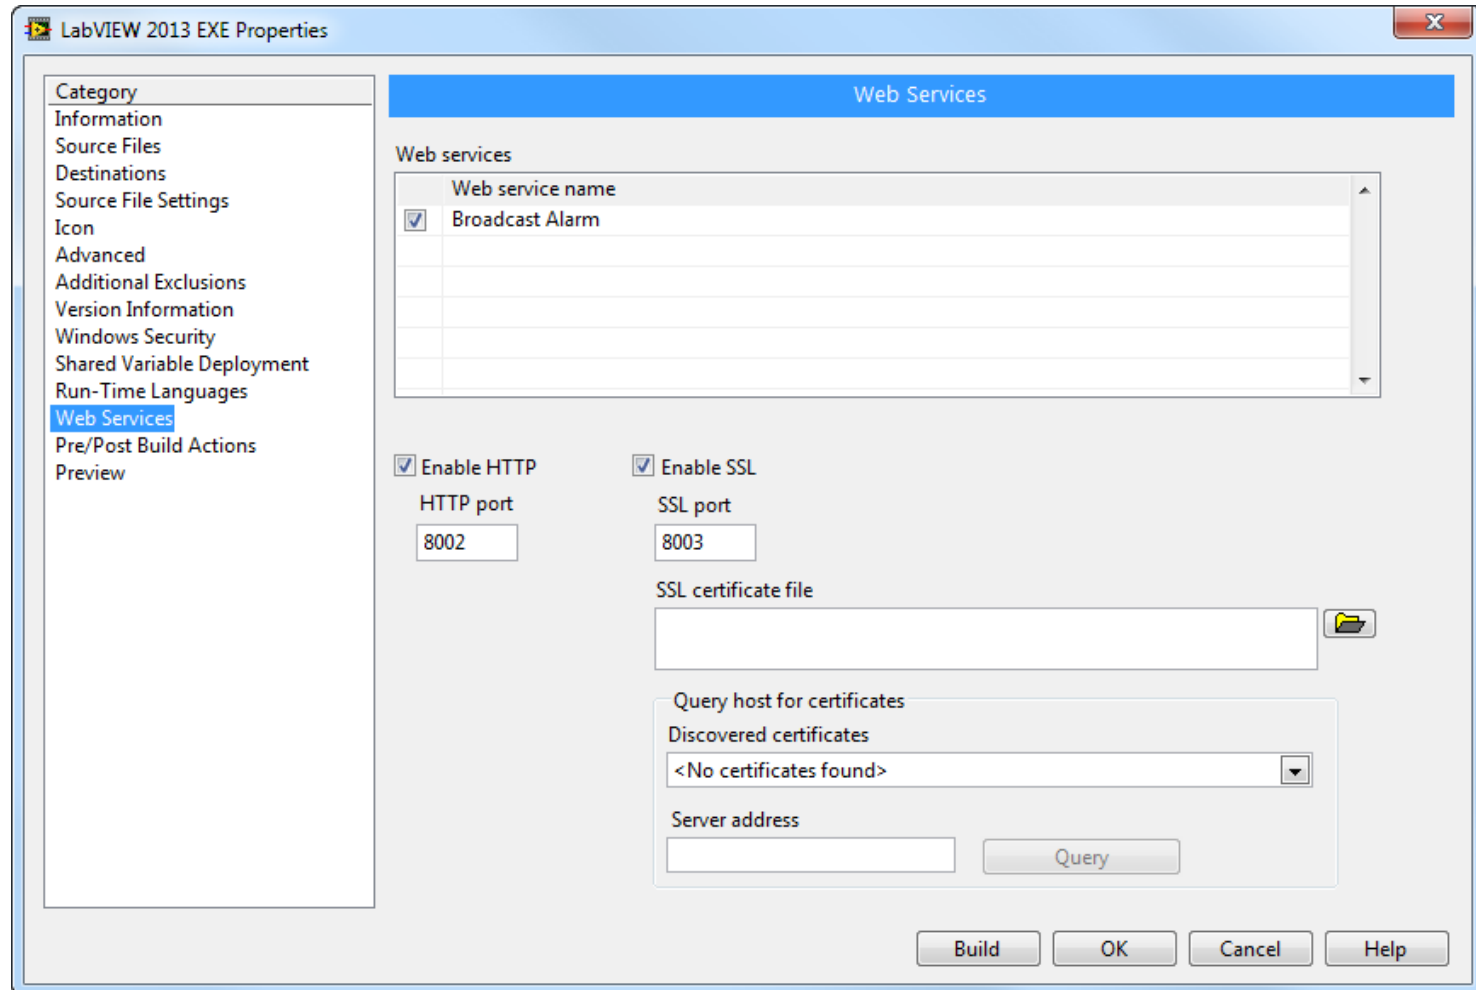 LabVIEW 2013 EXE Properties
Category
Information
Source Files
Destinations
Source File Settings
Icon
Advanced
Additional Exclusions
Version Information
Windows Security
Shared Variable Deployment
Run-Time Languages
Web Services
Pre/Post Build Actions
Preview
Web Services
Web services
Web service name
Broadcast Alarm
Enable HTTP
Enable SSL
HTTP port
SSL port
8002
8003
SSL certificate file
Query host for certificates
Discovered certificates
<No certificates found>
Server address
Query
Build
OK
Cancel
Help